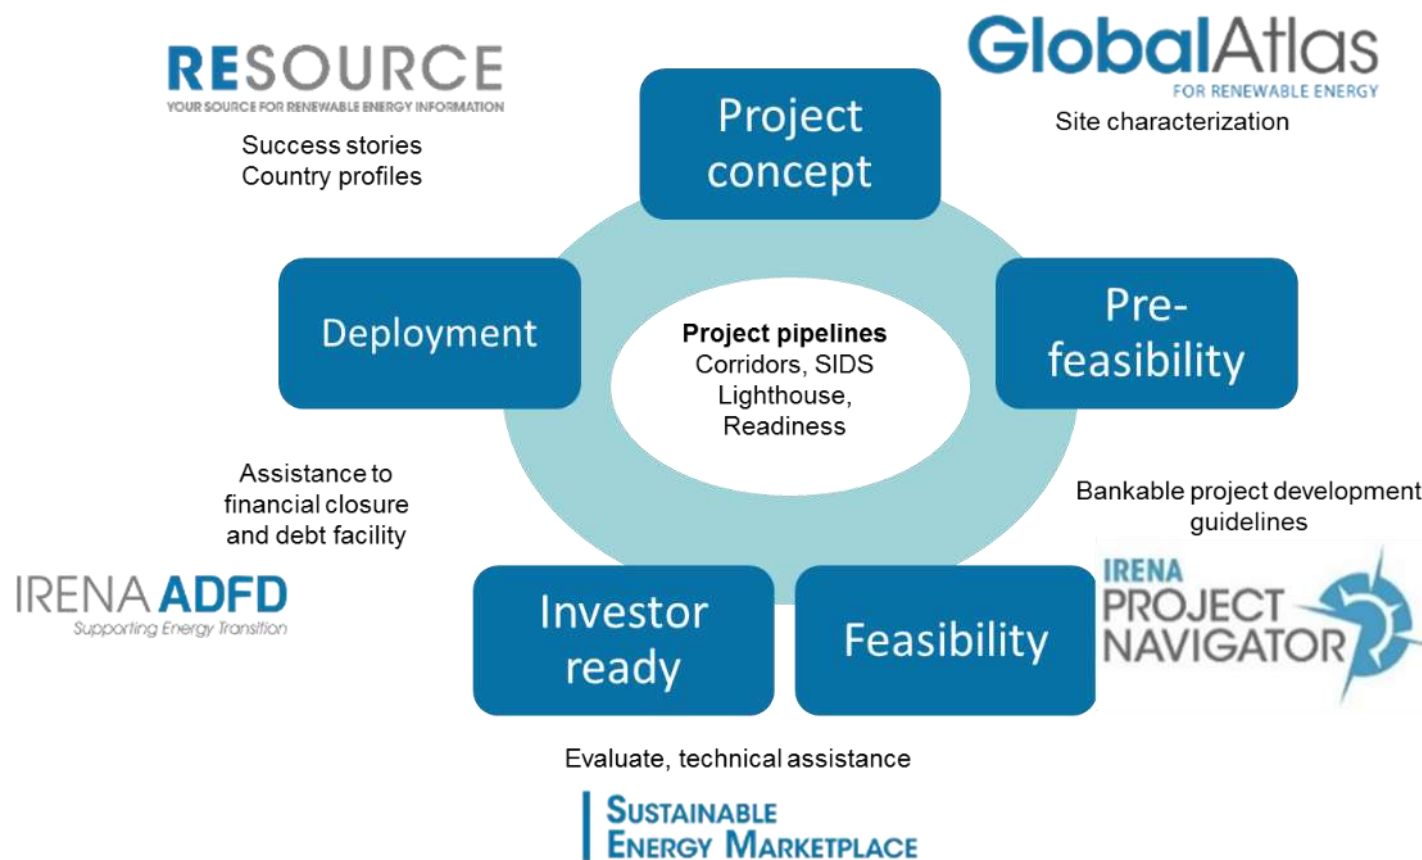 RESOURCE
YOUR SOURCE FOR RENEWABLE ENERGY INFORMATION
Success stories
Country profiles
GlobalAtlas
FOR RENEWABLE ENERGY
Site characterization
Project
concept
Pre-
feasibility
Deployment
Project pipelines
Corridors, SIDS
Lighthouse,
Readiness
Assistance to
financial closure
and debt facility
IRENA ADFD
Supporting Energy Transition
Bankable project development
guidelines
IRENA
PROJECT
NAVIGATOR
Investor
ready
Feasibility
Evaluate, technical assistance
SUSTAINABLE
ENERGY MARKETPLACE